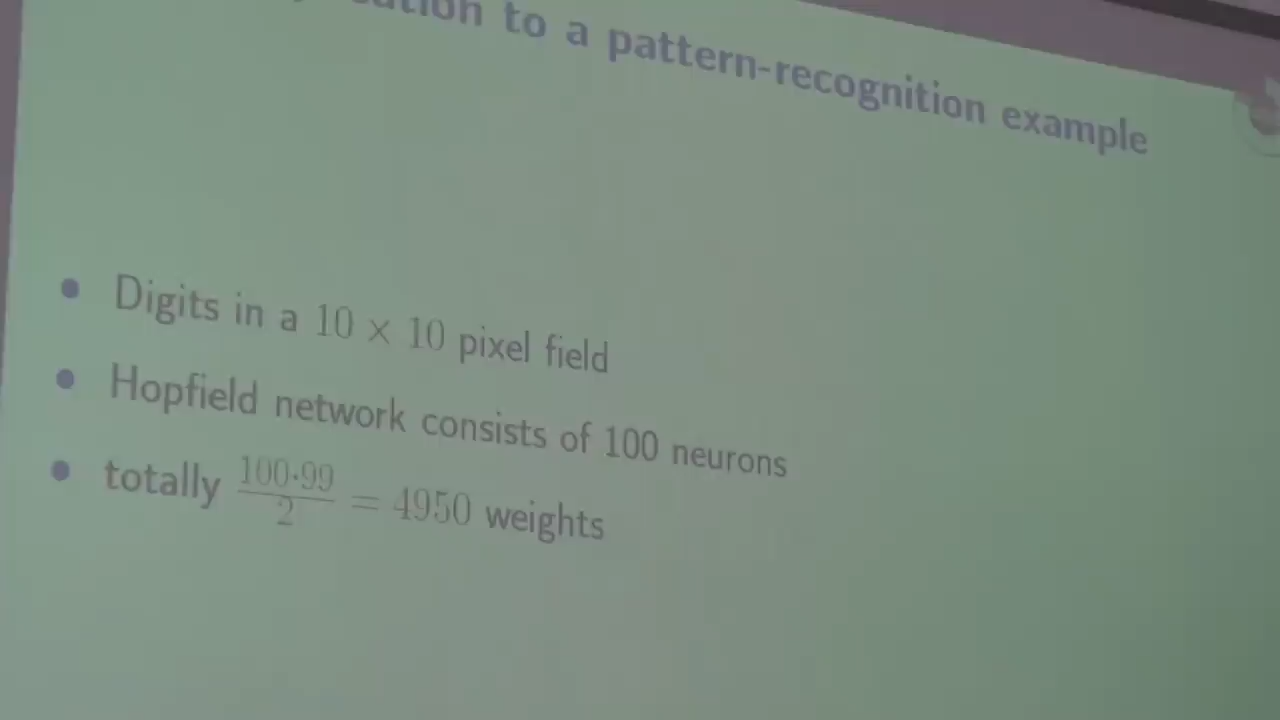 to a pattern-recognition example
• Digits in a 10 × 10 pixel field
• Hopfield network consists of 100 neurons
• totally 100·99 / 2 = 4950 weights